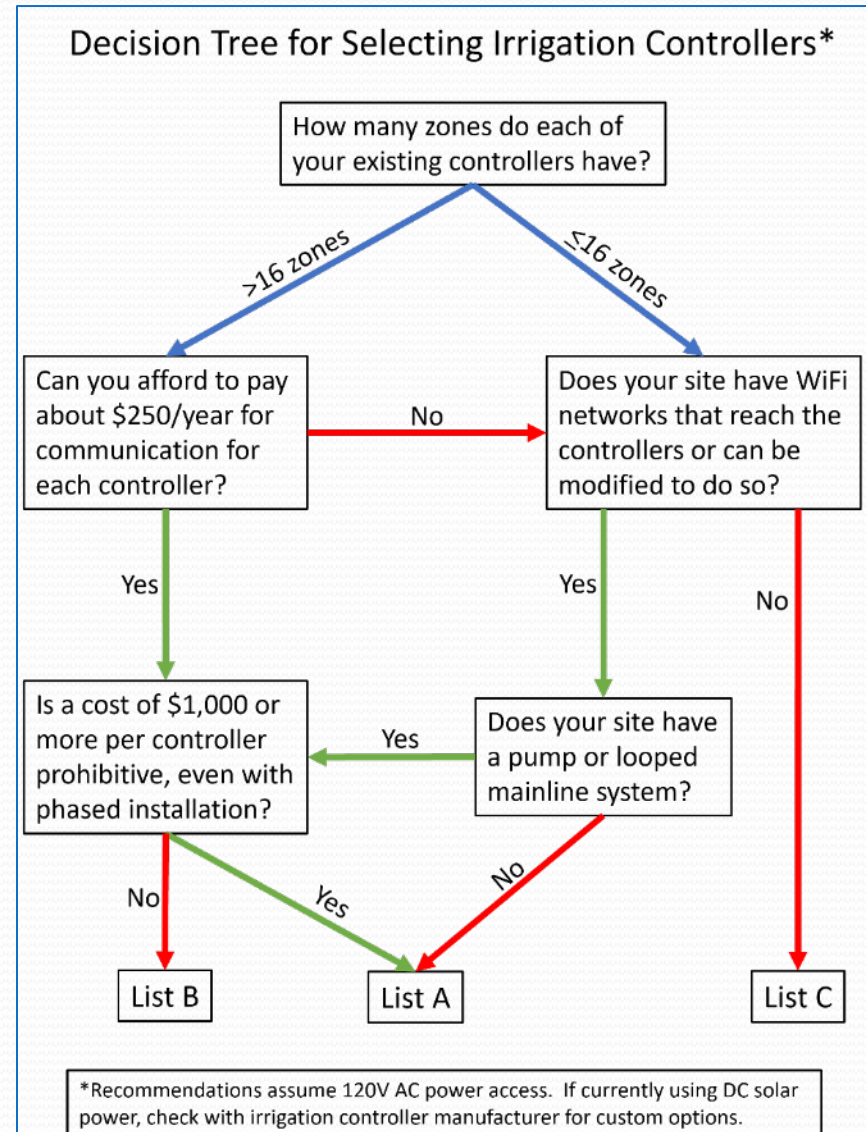 Decision Tree for Selecting Irrigation Controllers*
How many zones do each of
your existing controllers have?
>16 zones
≤16 zones
Can you afford to pay
about $250/year for
communication for
each controller?
No
Does your site have WiFi
networks that reach the
controllers or can be
modified to do so?
Yes
Yes
No
Is a cost of $1,000 or
more per controller
prohibitive, even with
phased installation?
Yes
Does your site have
a pump or looped
mainline system?
No
Yes
No
List B
List A
List C
*Recommendations assume 120V AC power access. If currently using DC solar
power, check with irrigation controller manufacturer for custom options.